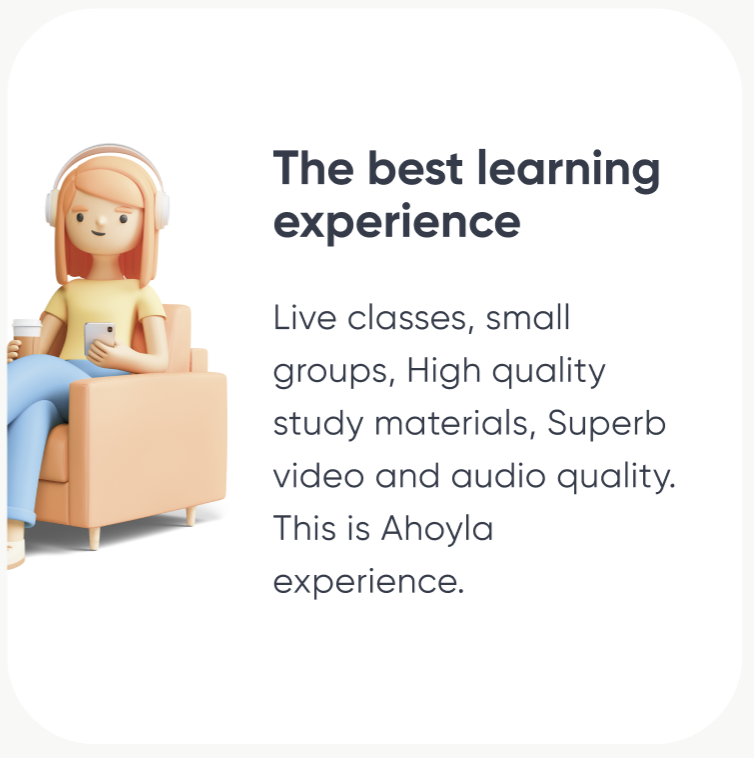 The best learning
experience
Live classes, small
groups, High quality
study materials, Superb
video and audio quality.
This is Ahoyla
experience.